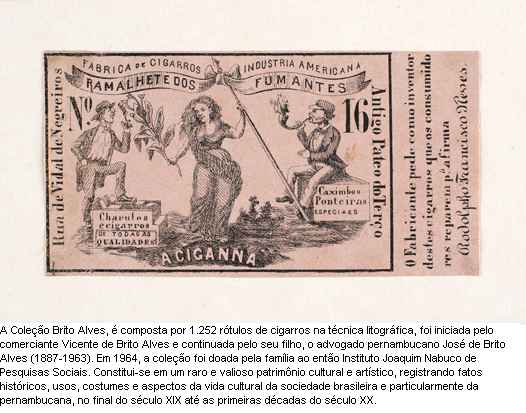 FABRICA DE CIGARROS
INDUSTRIA AMERICANA
RAMALHETE DOS
FUMANTES
Rua de Vidal de Negreiros
Nº
16
Antigo Pateo do Terço
Charutos
e cigarros
DE TODAS AS
QUALIDADES
Caximbos
Ponteiras
ESPECIAES
A CIGANNA
O Fabricante pede como inventor
destes cigarros que os consumido
res reparem pª a firma
Rodolpho Francisco Neses.
A Coleção Brito Alves, é composta por 1.252 rótulos de cigarros na técnica litográfica, foi iniciada pelo
comerciante Vicente de Brito Alves e continuada pelo seu filho, o advogado pernambucano José de Brito
Alves (1887-1963). Em 1964, a coleção foi doada pela família ao então Instituto Joaquim Nabuco de
Pesquisas Sociais. Constitui-se em um raro e valioso patrimônio cultural e artístico, registrando fatos
históricos, usos, costumes e aspectos da vida cultural da sociedade brasileira e particularmente da
pernambucana, no final do século XIX até as primeiras décadas do século XX.